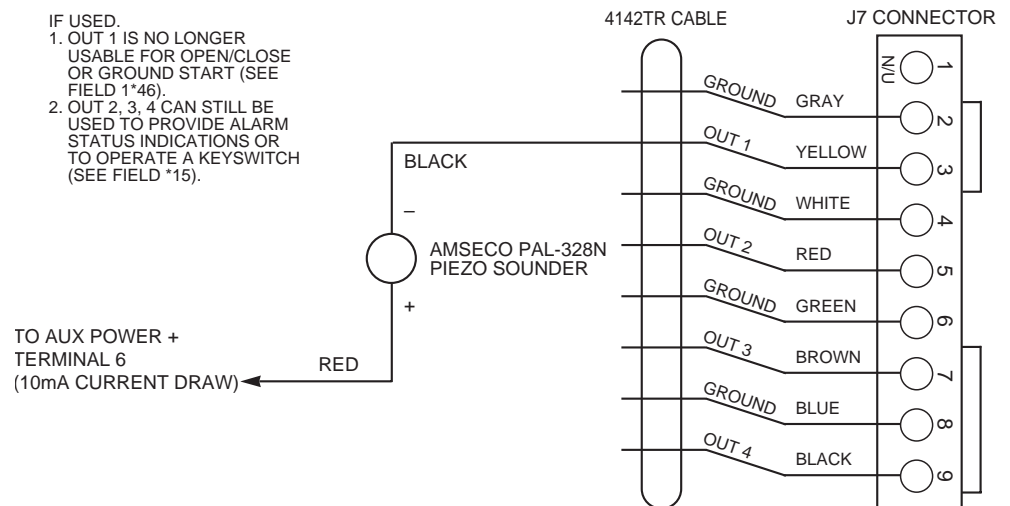 IF USED.
1. OUT 1 IS NO LONGER
USABLE FOR OPEN/CLOSE
OR GROUND START (SEE
FIELD 1*46).
2. OUT 2, 3, 4 CAN STILL BE
USED TO PROVIDE ALARM
STATUS INDICATIONS OR
TO OPERATE A KEYSWITCH
(SEE FIELD *15).
4142TR CABLE
J7 CONNECTOR
N/U 1
GROUND GRAY 2
OUT 1 YELLOW 3
BLACK
GROUND WHITE 4
–
OUT 2 RED 5
AMSECO PAL-328N
PIEZO SOUNDER
+
GROUND GREEN 6
OUT 3 BROWN 7
TO AUX POWER +
TERMINAL 6
(10mA CURRENT DRAW)
RED
GROUND BLUE 8
OUT 4 BLACK 9